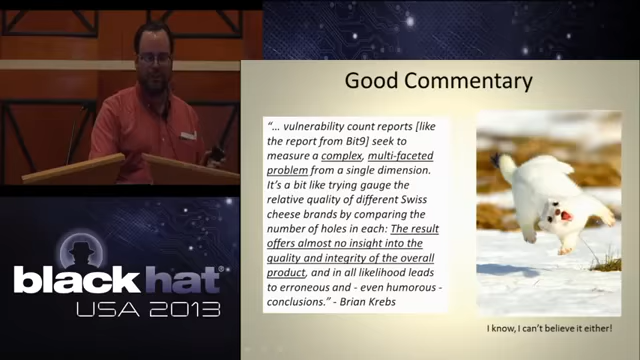 Good Commentary
“… vulnerability count reports [like
the report from Bit9] seek to
measure a complex, multi-faceted
problem from a single dimension.
It’s a bit like trying gauge the
relative quality of different Swiss
cheese brands by comparing the
number of holes in each: The result
offers almost no insight into the
quality and integrity of the overall
product, and in all likelihood leads
to erroneous and - even humorous -
conclusions.” - Brian Krebs
I know, I can’t believe it either!
black hat®
USA 2013